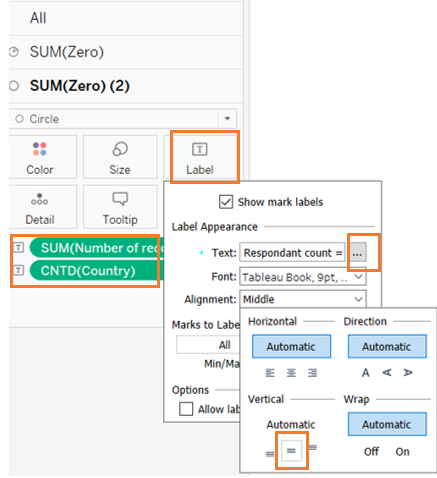 All
SUM(Zero)
SUM(Zero) (2)
Circle
T
Color
Size
Label
Detail
Tooltip
Show mark labels
Label Appearance
T SUM(Number of rec
Text: Respondant count = ...
T CNTD(Country)
Font: Tableau Book, 9pt, ..
Alignment: Middle
Marks to Labe
All
Min/Ma
Options
Allow lab
Horizontal Direction
Automatic Automatic
A A A
Vertical Wrap
Automatic Automatic
Off On